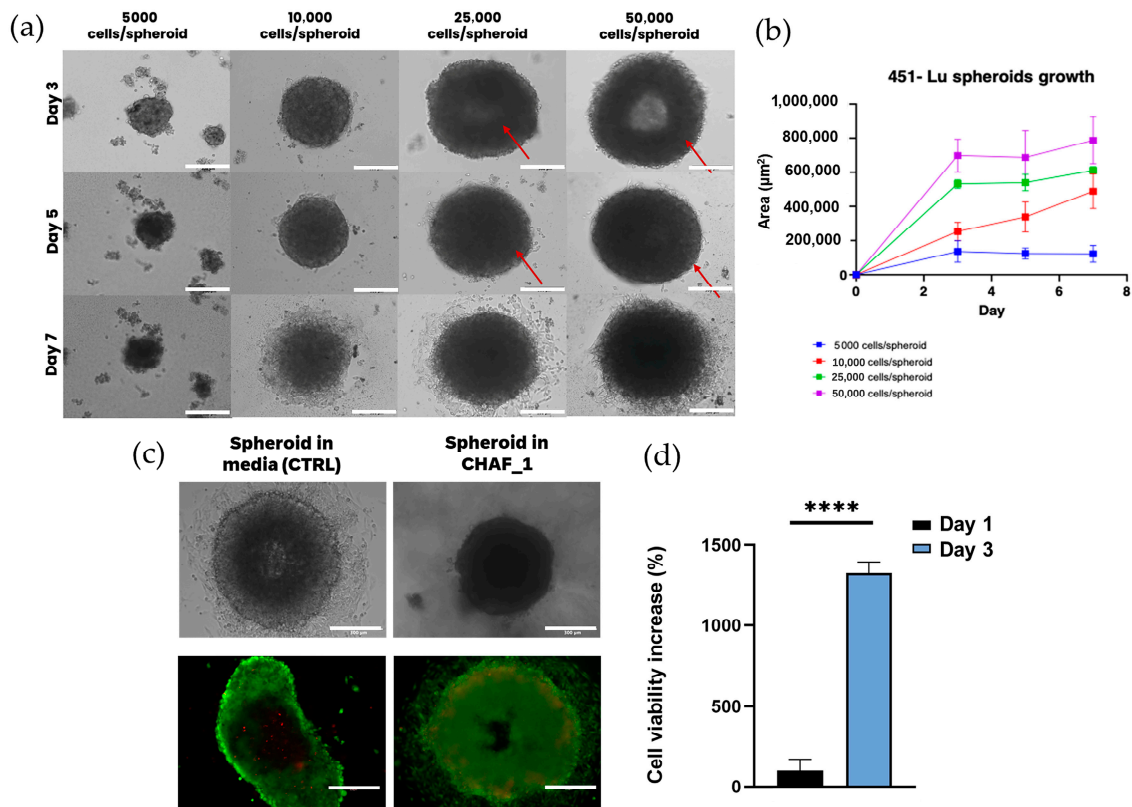 (a)
5000
cells/spheroid
10,000
cells/spheroid
25,000
cells/spheroid
50,000
cells/spheroid
Day 3
Day 5
Day 7
(b)
451- Lu spheroids growth
Area (µm²)
1,000,000
800,000
600,000
400,000
200,000
0
0 2 4 6 8
Day
5000 cells/spheroid
10,000 cells/spheroid
25,000 cells/spheroid
50,000 cells/spheroid
(c)
Spheroid in
media (CTRL)
Spheroid in
CHAF_1
300 µm
300 µm
(d)
****
Day 1
Day 3
Cell viability increase (%)
1500
1000
500
0